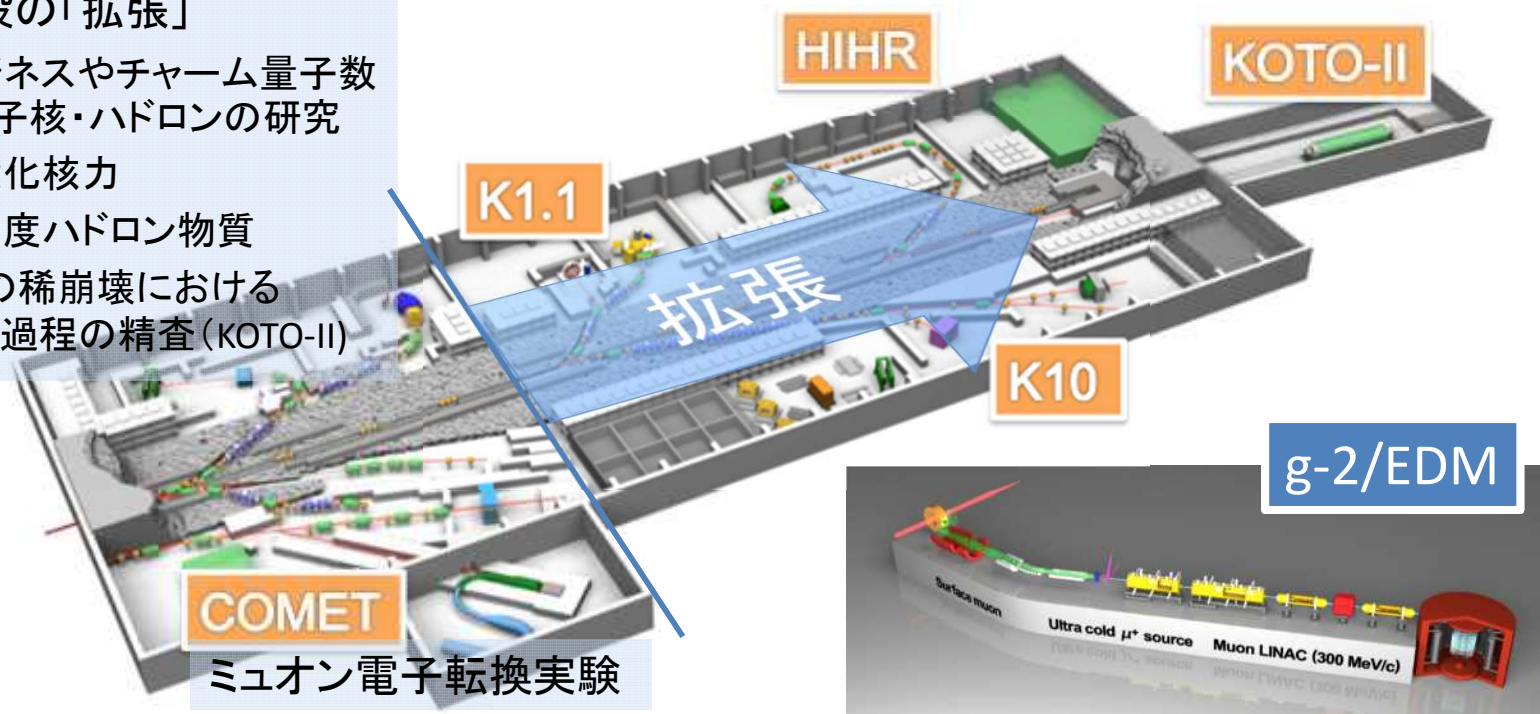 の「拡張」
ネスやチャーム量子数
子核・ハドロンの研究
化核力
度ハドロン物質
の稀崩壊における
過程の精査(KOTO-II)
HIHR
KOTO-II
K1.1
拡張
K10
g-2/EDM
COMET
ミュオン電子転換実験
Surface muon
Ultra cold μ+ source
Muon LINAC (300 MeV/c)